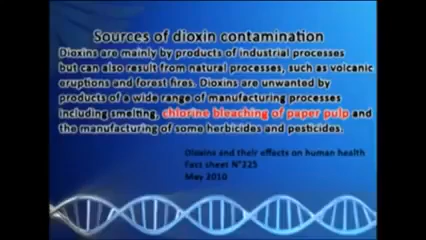 Sources of dioxin contamination
Dioxins are mainly by products of industrial processes
but can also result from natural processes, such as volcanic
eruptions and forest fires. Dioxins are unwanted by
products of a wide range of manufacturing processes
including smelting, chlorine bleaching of paper pulp and
the manufacturing of some herbicides and pesticides.
Dioxins and their effects on human health
Fact sheet N°225
May 2010